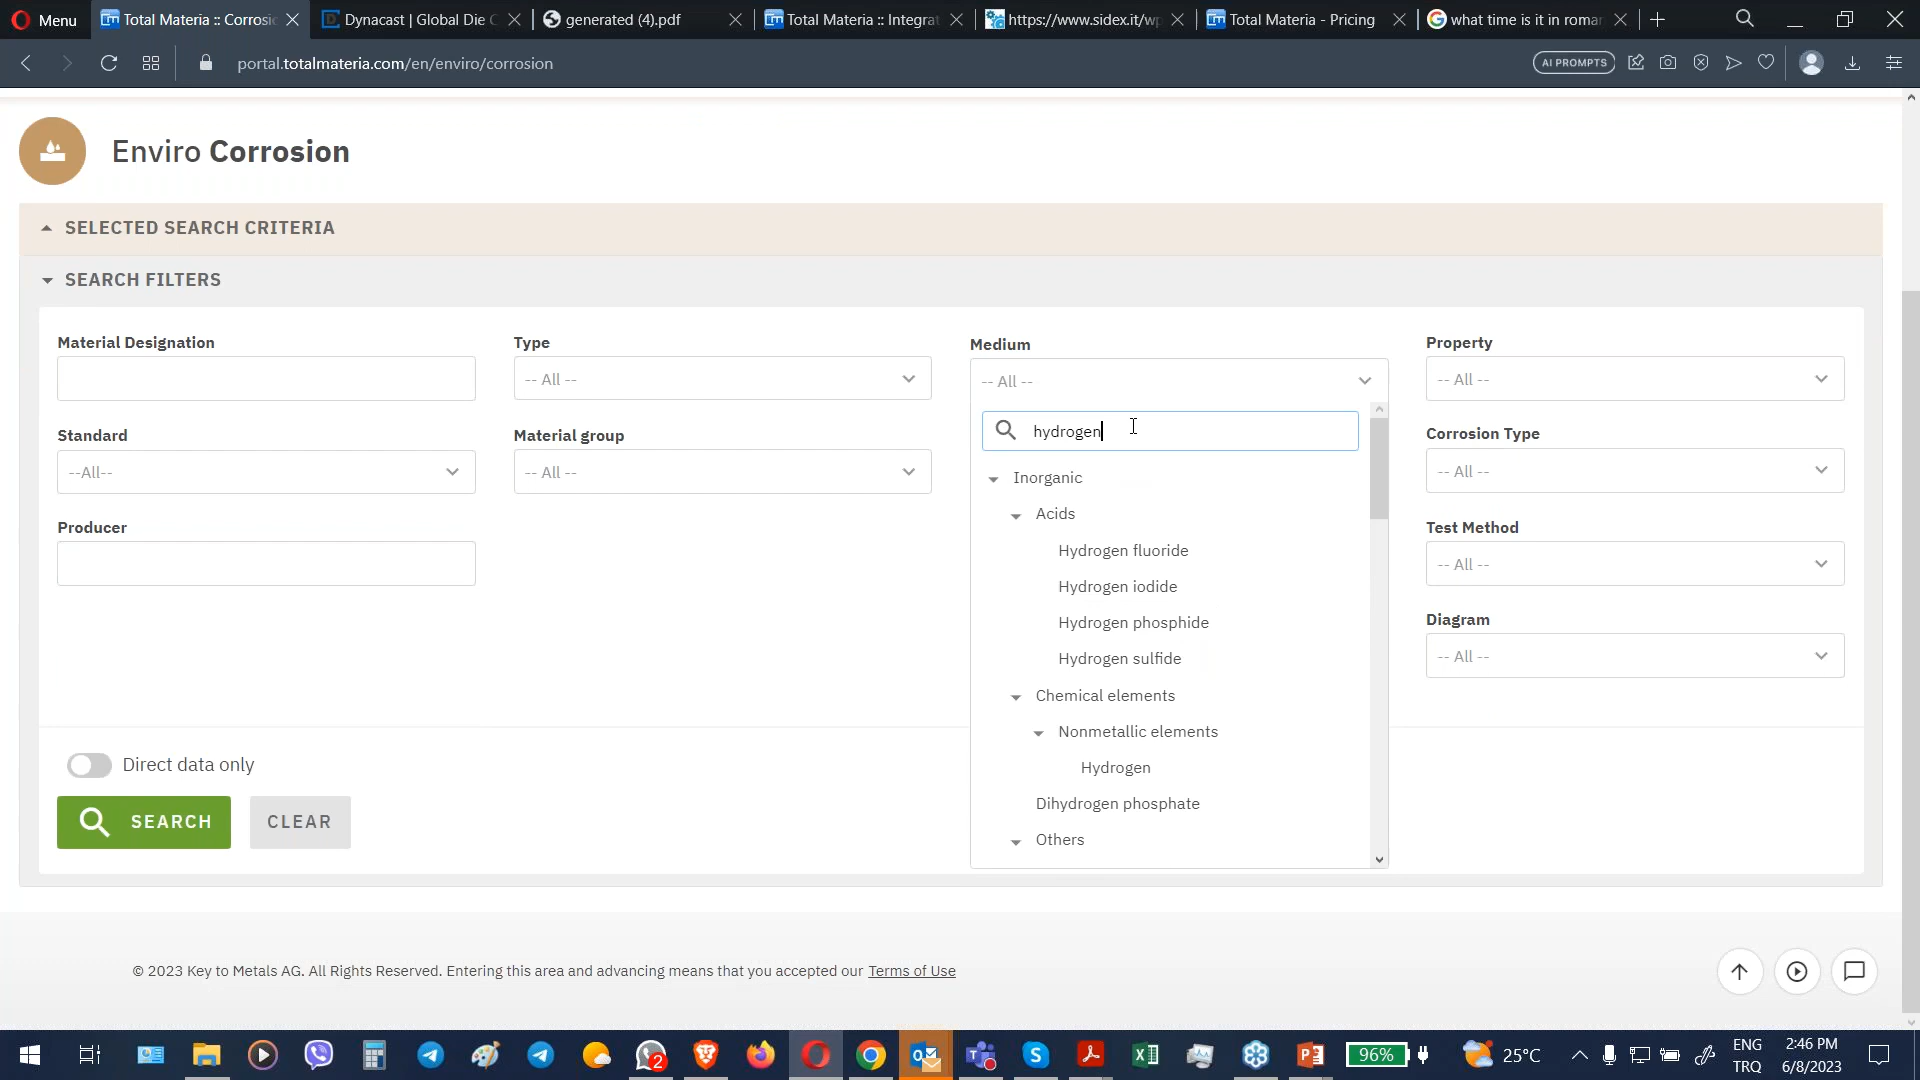 Menu
Total Materia :: Corrosi
Dynacast | Global Die C
generated (4).pdf
Total Materia :: Integrat
https://www.sidex.it/wp
Total Materia - Pricing
what time is it in roma
portal.totalmateria.com/en/enviro/corrosion
AI PROMPTS
Enviro Corrosion
SELECTED SEARCH CRITERIA
SEARCH FILTERS
Material Designation
Type
-- All --
Medium
-- All --
Property
-- All --
hydrogen
Standard
--All--
Material group
-- All --
Corrosion Type
-- All --
Producer
Test Method
-- All --
Diagram
-- All --
Inorganic
Acids
Hydrogen fluoride
Hydrogen iodide
Hydrogen phosphide
Hydrogen sulfide
Chemical elements
Nonmetallic elements
Hydrogen
Dihydrogen phosphate
Others
Direct data only
SEARCH
CLEAR
© 2023 Key to Metals AG. All Rights Reserved. Entering this area and advancing means that you accepted our Terms of Use
2
96%
25°C
ENG
TRQ
2:46 PM
6/8/2023